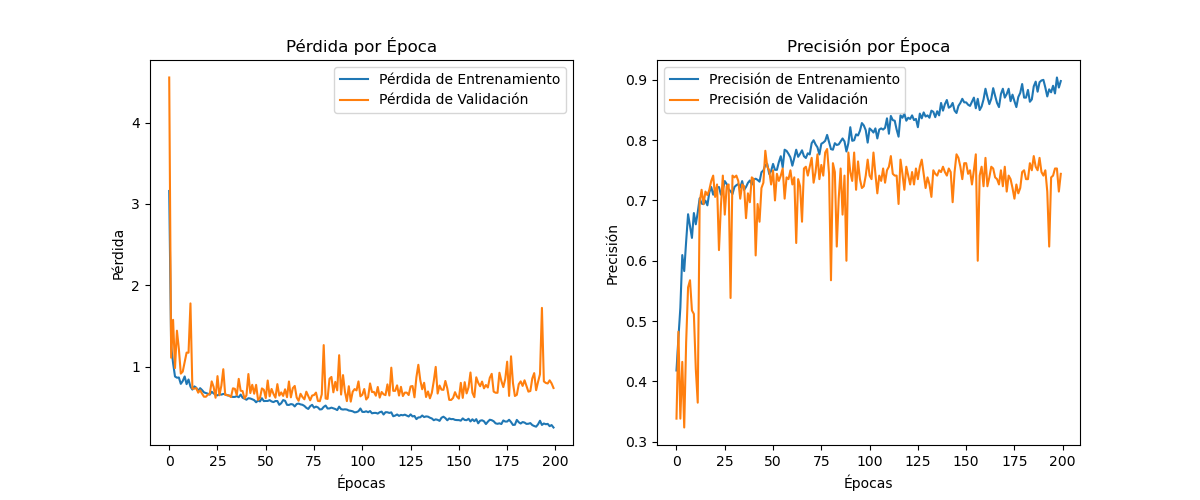 Pérdida por Época
Pérdida de Entrenamiento
Pérdida de Validación
Pérdida
4
3
2
1
0
25
50
75
100
125
150
175
200
Épocas
Precisión por Época
Precisión de Entrenamiento
Precisión de Validación
Precisión
0.9
0.8
0.7
0.6
0.5
0.4
0.3
0
25
50
75
100
125
150
175
200
Épocas